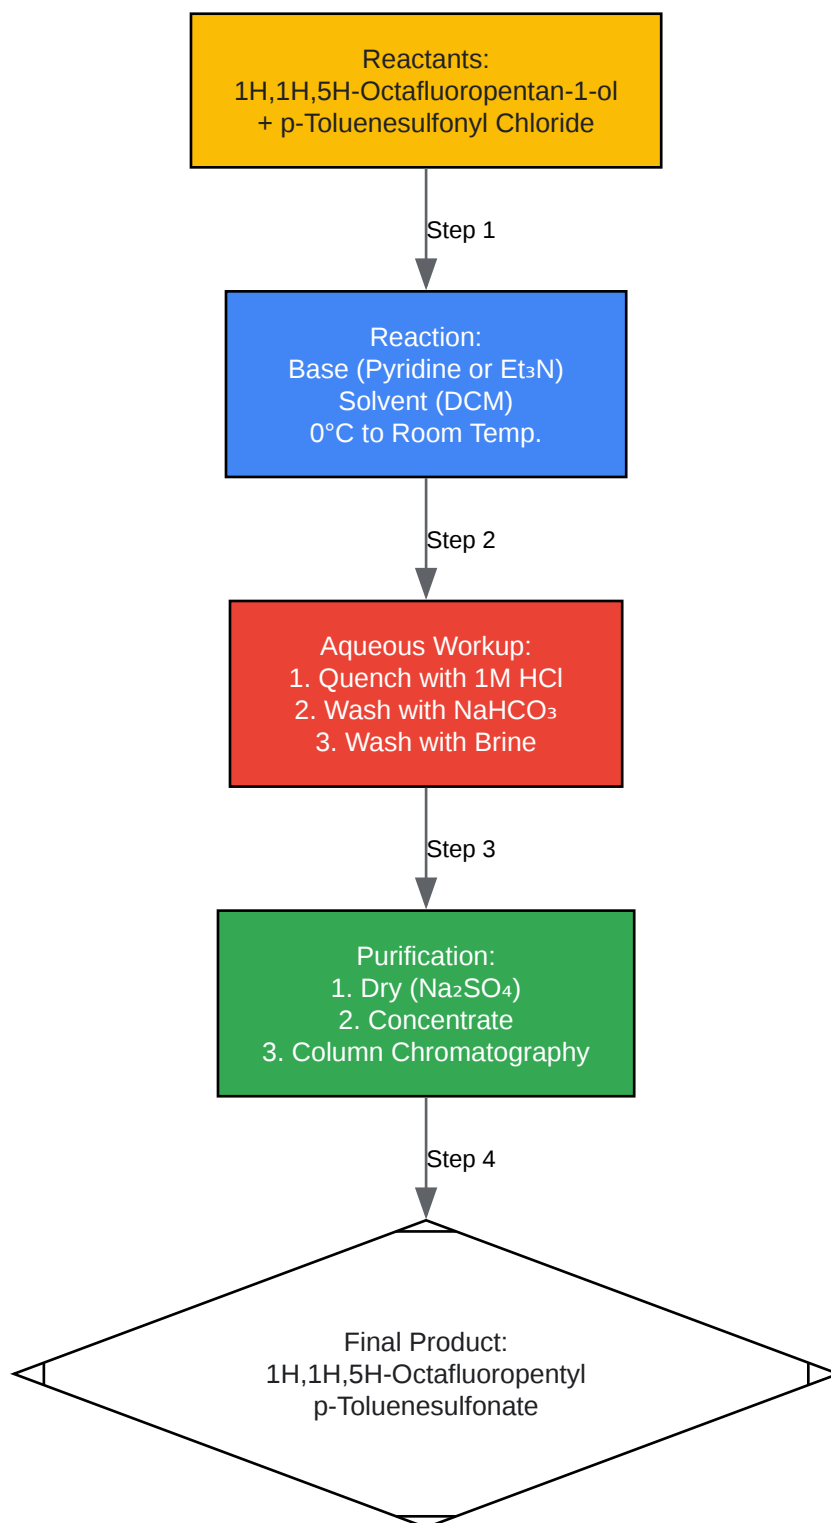 Reactants:
1H,1H,5H-Octafluoropentan-1-ol
+ p-Toluenesulfonyl Chloride
Step 1
Reaction:
Base (Pyridine or Et₃N)
Solvent (DCM)
0°C to Room Temp.
Step 2
Aqueous Workup:
1. Quench with 1M HCl
2. Wash with NaHCO₃
3. Wash with Brine
Step 3
Purification:
1. Dry (Na₂SO₄)
2. Concentrate
3. Column Chromatography
Step 4
Final Product:
1H,1H,5H-Octafluoropentyl
p-Toluenesulfonate